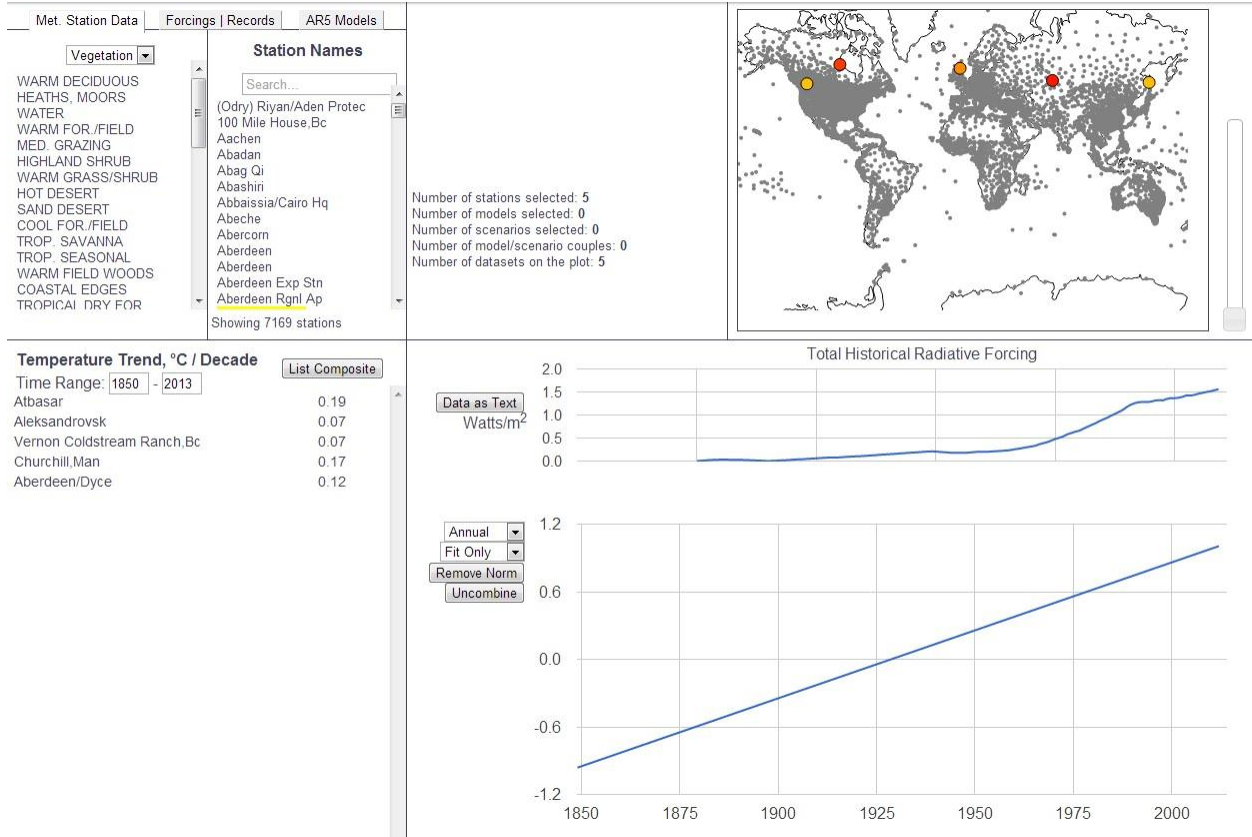 Met. Station Data
Forcings | Records
AR5 Models
Vegetation
WARM DECIDUOUS
HEATHS, MOORS
WATER
WARM FOR./FIELD
MED. GRAZING
HIGHLAND SHRUB
WARM GRASS/SHRUB
HOT DESERT
SAND DESERT
COOL FOR./FIELD
TROP. SAVANNA
TROP. SEASONAL
WARM FIELD WOODS
COASTAL EDGES
TROPICAL DRY FOR
Station Names
Search...
(Odry) Riyan/Aden Protec
100 Mile House,Bc
Aachen
Abadan
Abag Qi
Abashiri
Abbaissia/Cairo Hq
Abeche
Abercorn
Aberdeen
Aberdeen
Aberdeen Exp Stn
Aberdeen Rgnl Ap
Showing 7169 stations
Number of stations selected: 5
Number of models selected: 0
Number of scenarios selected: 0
Number of model/scenario couples: 0
Number of datasets on the plot: 5
Temperature Trend, °C / Decade
List Composite
Time Range: 1850 - 2013
Atbasar 0.19
Aleksandrovsk 0.07
Vernon Coldstream Ranch,Bc 0.07
Churchill,Man 0.17
Aberdeen/Dyce 0.12
Total Historical Radiative Forcing
Data as Text
Watts/m²
2.0
1.5
1.0
0.5
0.0
Annual
Fit Only
Remove Norm
Uncombine
1.2
0.6
0.0
-0.6
-1.2
1850 1875 1900 1925 1950 1975 2000